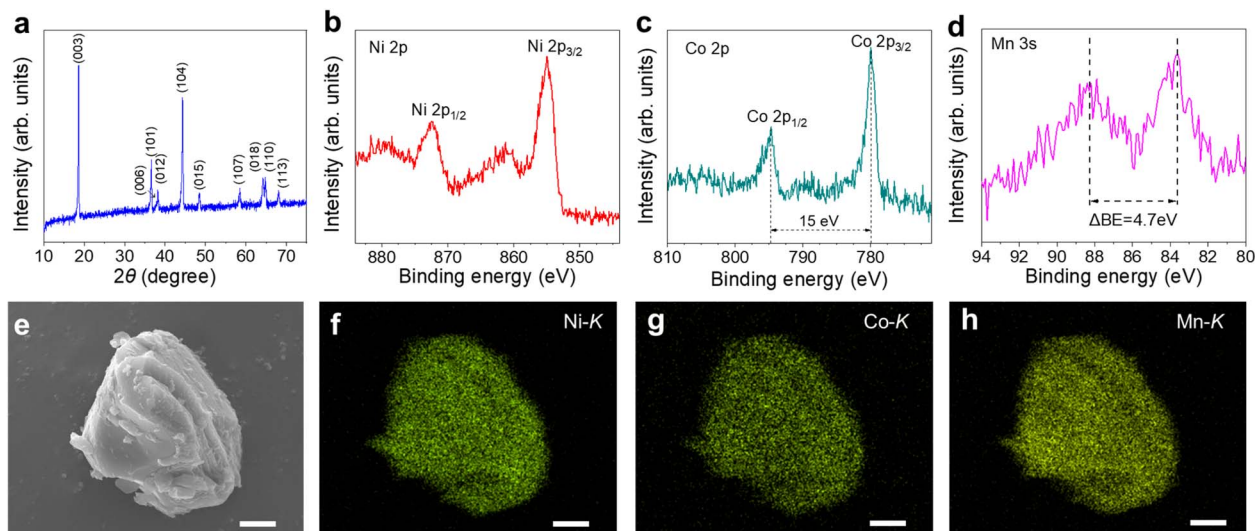 a
Intensity (arb. units)
(003)
(006)
(101)
(012)
(104)
(015)
(107)
(018)
(110)
(113)
10 20 30 40 50 60 70
2θ (degree)
b
Intensity (arb. units)
Ni 2p
Ni 2p3/2
Ni 2p1/2
880 870 860 850
Binding energy (eV)
c
Intensity (arb. units)
Co 2p
Co 2p3/2
Co 2p1/2
15 eV
810 800 790 780
Binding energy (eV)
d
Intensity (arb. units)
Mn 3s
ΔBE=4.7eV
94 92 90 88 86 84 82 80
Binding energy (eV)
e
f
Ni-K
g
Co-K
h
Mn-K